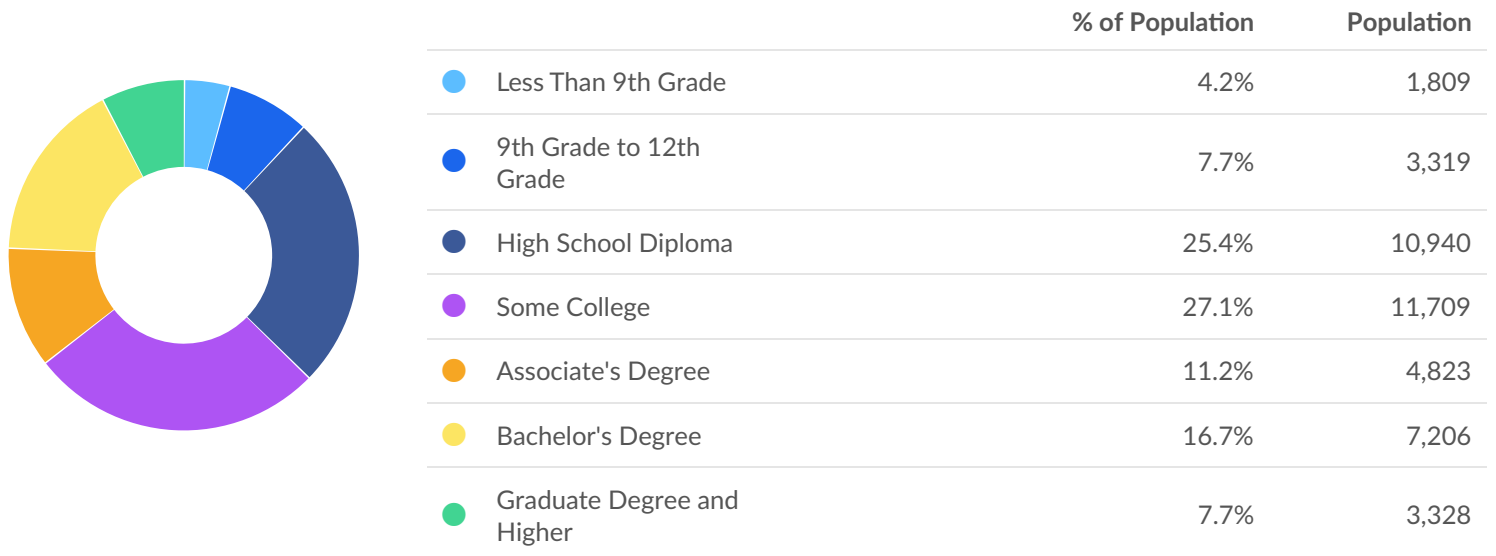 % of Population Population
Less Than 9th Grade 4.2% 1,809
9th Grade to 12th
Grade 7.7% 3,319
High School Diploma 25.4% 10,940
Some College 27.1% 11,709
Associate's Degree 11.2% 4,823
Bachelor's Degree 16.7% 7,206
Graduate Degree and
Higher 7.7% 3,328